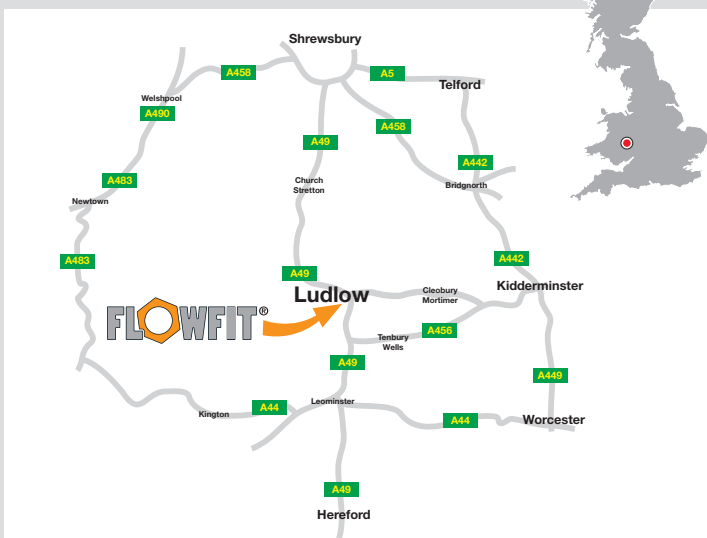 Shrewsbury
A458
A5
Telford
Welshpool
A490
A458
A49
A442
Church
Stretton
Bridgnorth
A483
Newtown
A483
A442
A49
Ludlow
Cleobury
Mortimer
Kidderminster
FLOWFIT®
A456
Tenbury
Wells
A49
A449
Kington
A44
Leominster
A44
Worcester
A49
Hereford